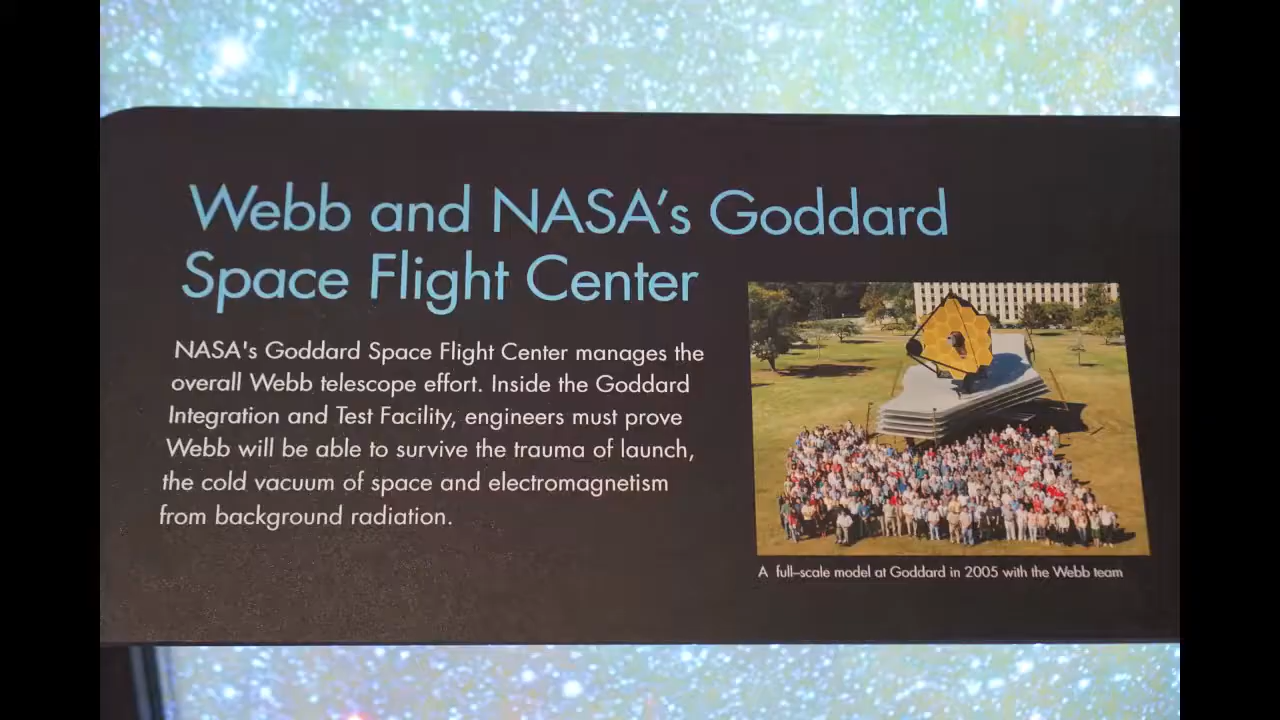 Webb and NASA's Goddard
Space Flight Center
NASA's Goddard Space Flight Center manages the
overall Webb telescope effort. Inside the Goddard
Integration and Test Facility, engineers must prove
Webb will be able to survive the trauma of launch,
the cold vacuum of space and electromagnetism
from background radiation.
A full–scale model at Goddard in 2005 with the Webb team